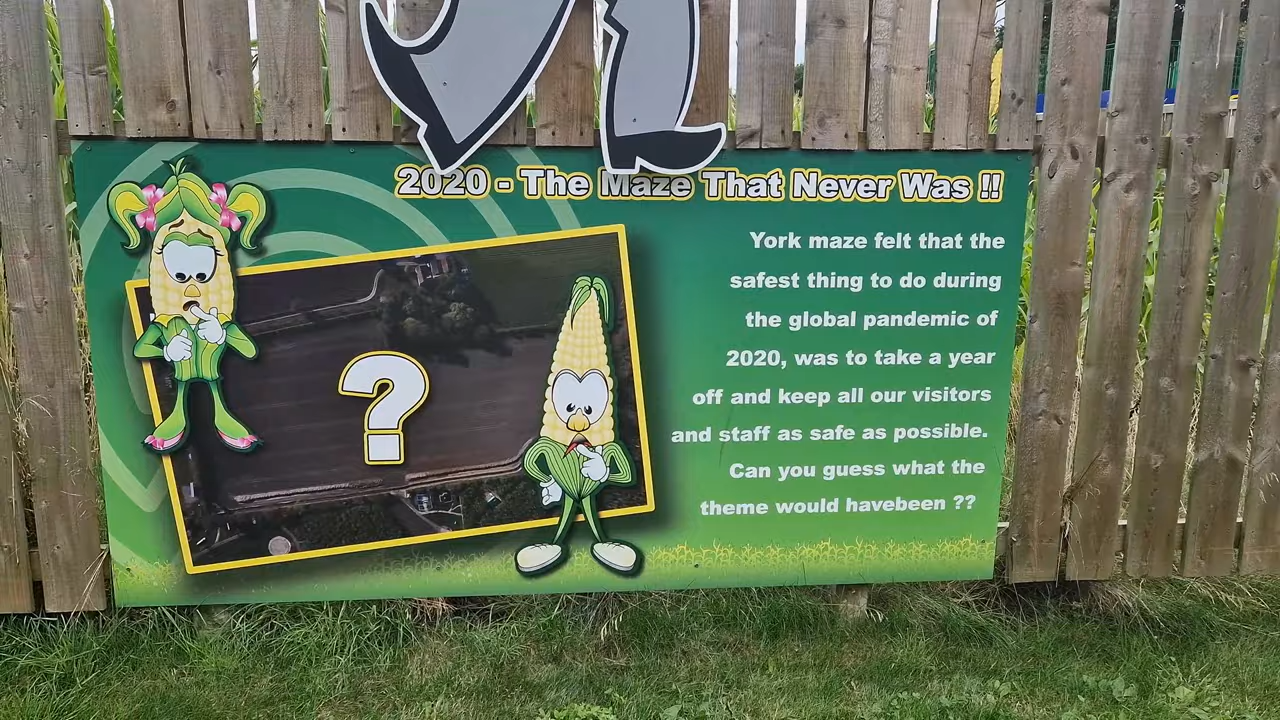 2020 - The Maze That Never Was !!
York maze felt that the
safest thing to do during
the global pandemic of
2020, was to take a year
off and keep all our visitors
and staff as safe as possible.
Can you guess what the
theme would havebeen ??
?